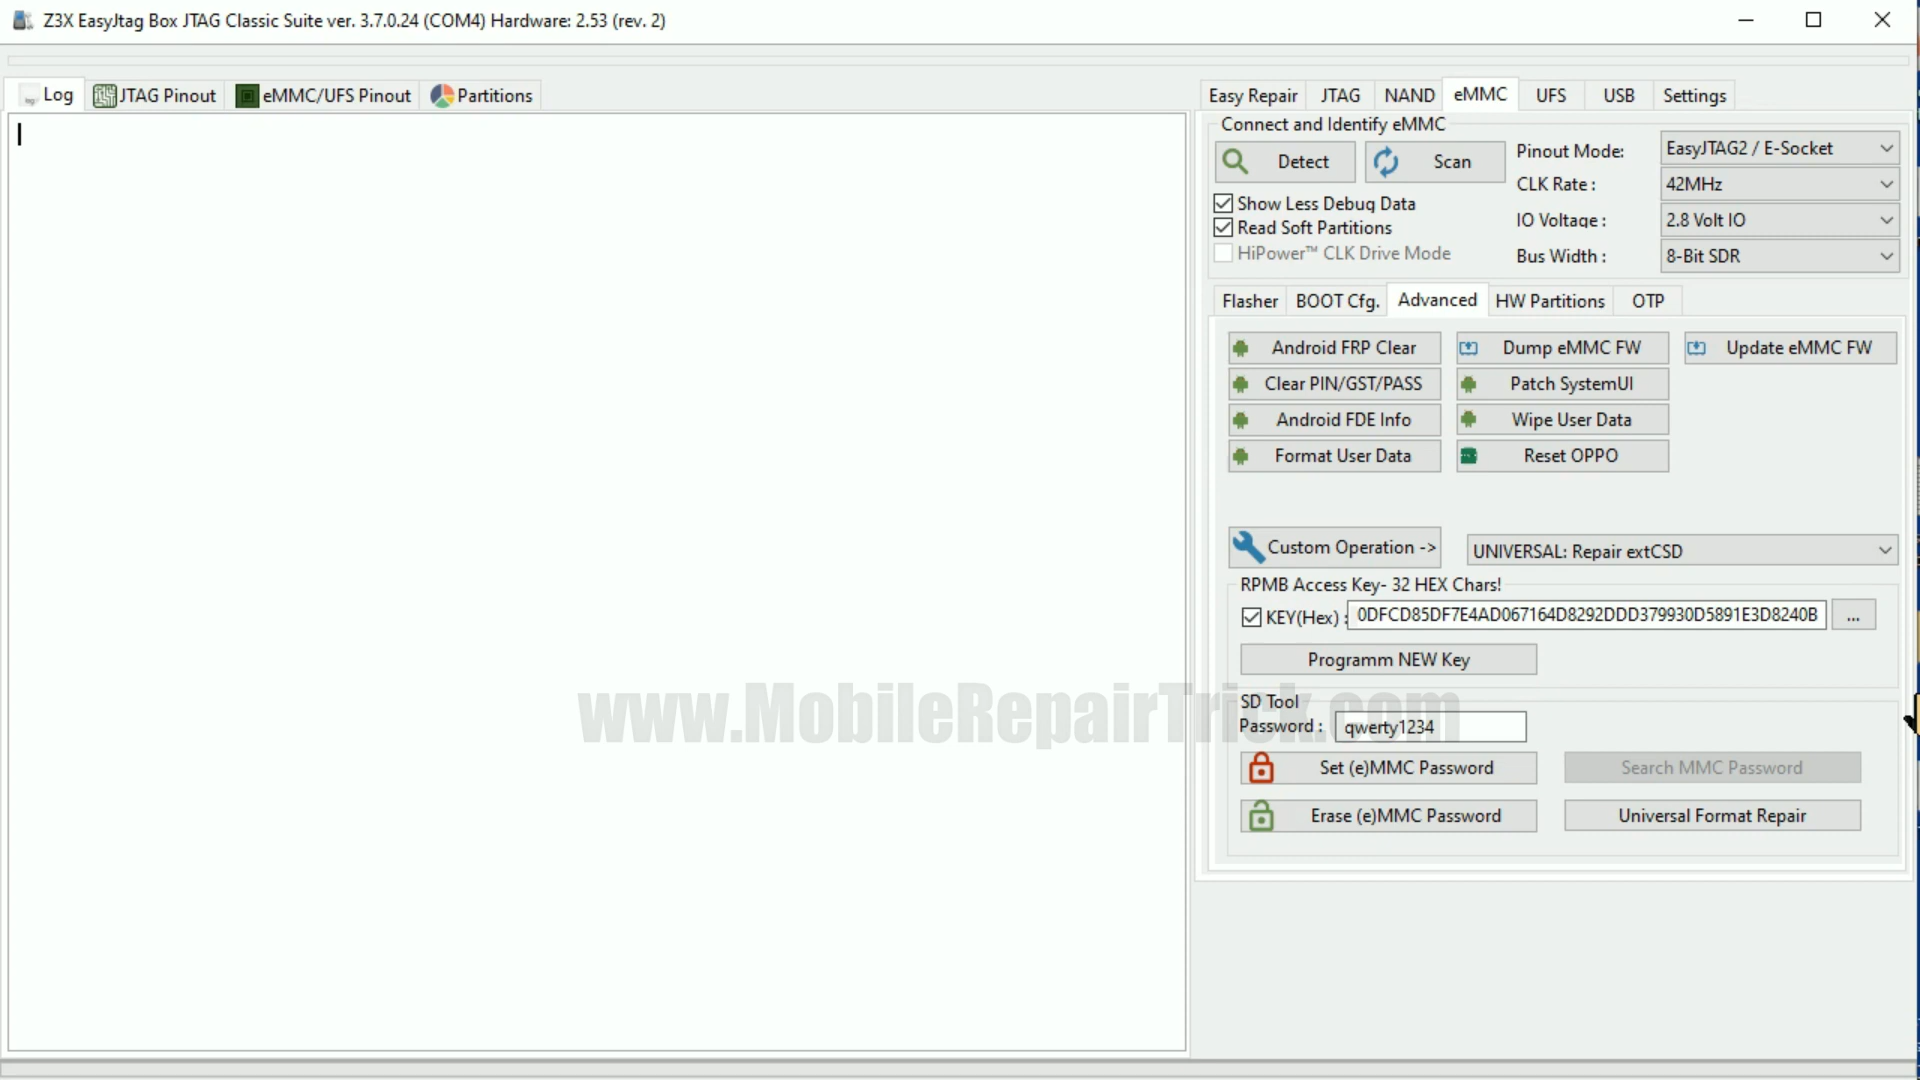 Z3X EasyJtag Box JTAG Classic Suite ver. 3.7.0.24 (COM4) Hardware: 2.53 (rev. 2)
Log JTAG Pinout eMMC/UFS Pinout Partitions
Easy Repair JTAG NAND eMMC UFS USB Settings
Connect and Identify eMMC
Detect Scan
Pinout Mode: EasyJTAG2 / E-Socket
CLK Rate : 42MHz
Show Less Debug Data
IO Voltage : 2.8 Volt IO
Read Soft Partitions
HiPower™ CLK Drive Mode
Bus Width : 8-Bit SDR
Flasher BOOT Cfg. Advanced HW Partitions OTP
Android FRP Clear Dump eMMC FW Update eMMC FW
Clear PIN/GST/PASS Patch SystemUI
Android FDE Info Wipe User Data
Format User Data Reset OPPO
Custom Operation -> UNIVERSAL: Repair extCSD
RPMB Access Key- 32 HEX Chars!
KEY(Hex) : 0DFCD85DF7E4AD067164D8292DDD379930D5891E3D8240B ...
Programm NEW Key
www.MobileRepairTrick.com
SD Tool
Password : qwerty1234
Set (e)MMC Password Search MMC Password
Erase (e)MMC Password Universal Format Repair